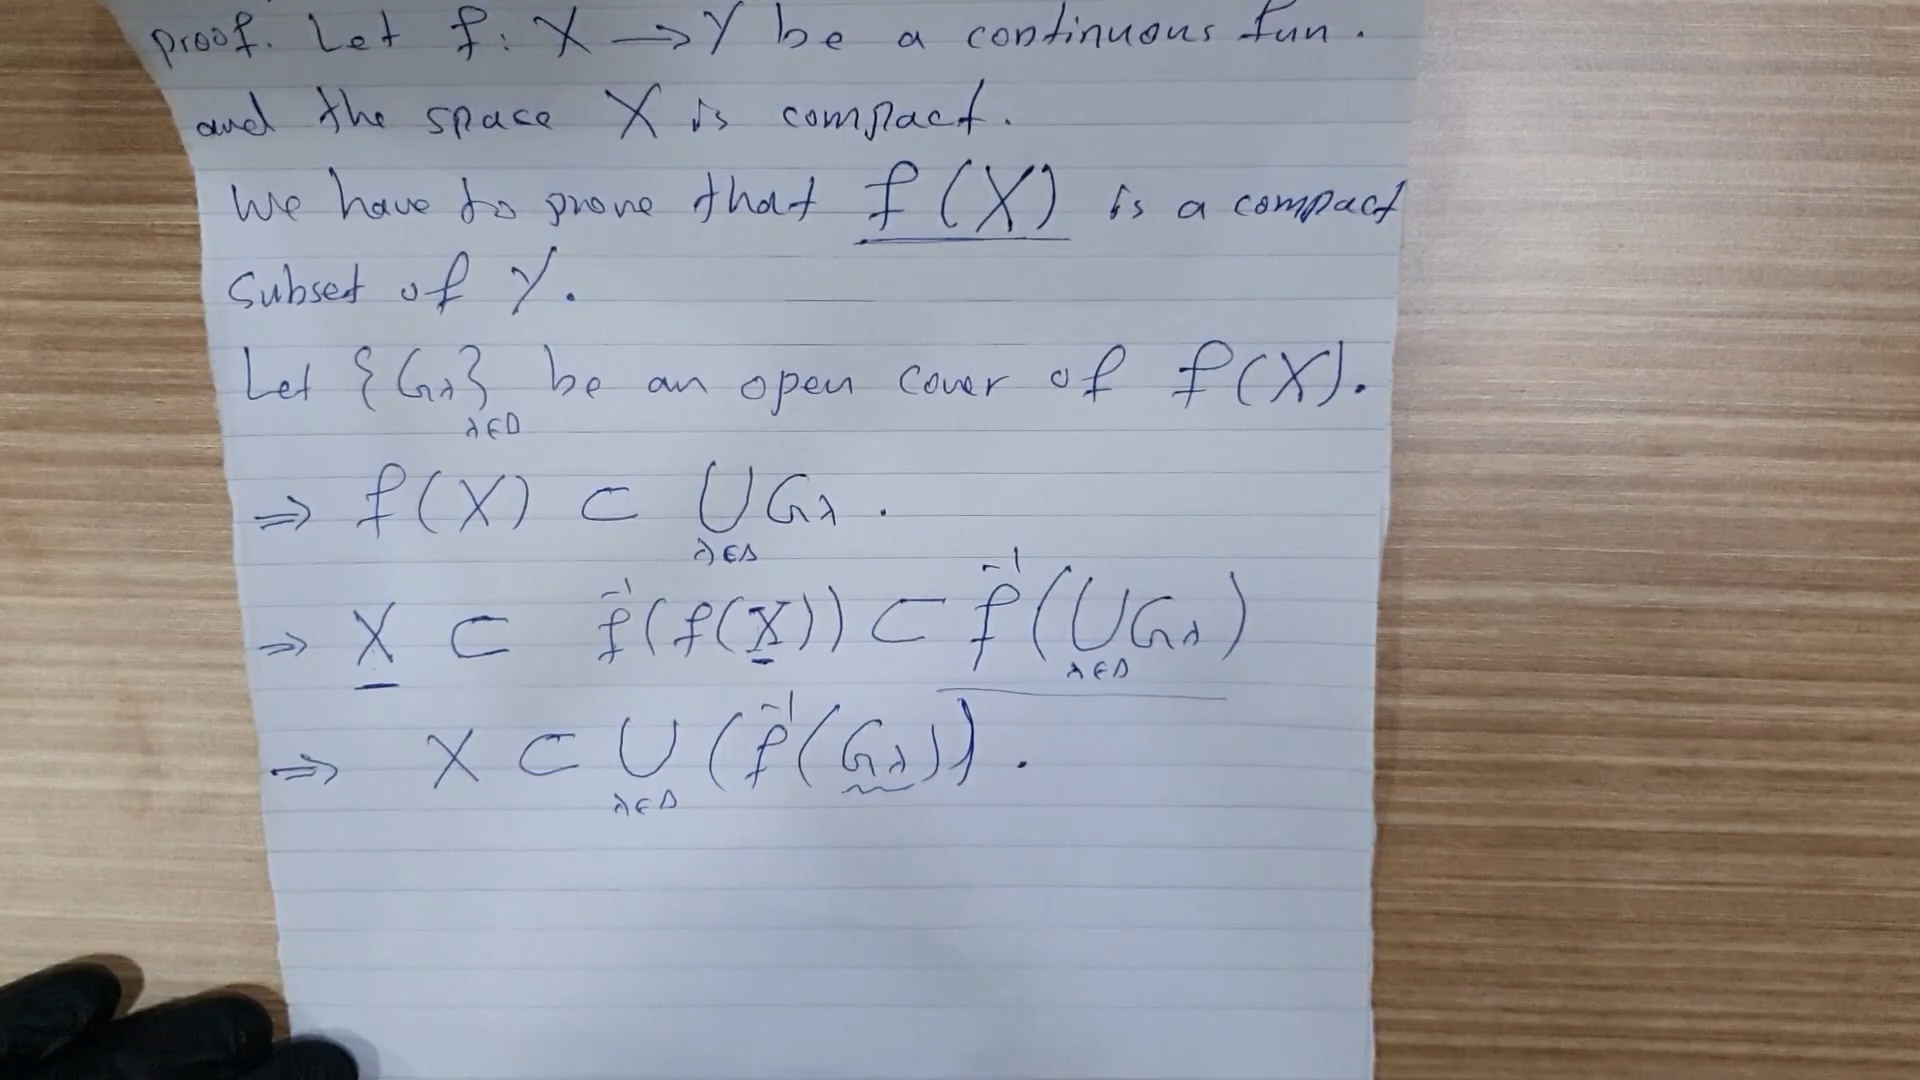 proof. Let f: X → Y be a continuous fun.
and the space X is compact.
We have to prove that f(X) is a compact
subset of Y.
Let {Gλ}λ∈Δ be an open cover of f(X).
⇒ f(X) ⊂ ⋃λ∈Δ Gλ.
⇒ X ⊂ f⁻¹(f(X)) ⊂ f⁻¹(⋃λ∈Δ Gλ)
⇒ X ⊂ ⋃λ∈Δ (f⁻¹(Gλ)).